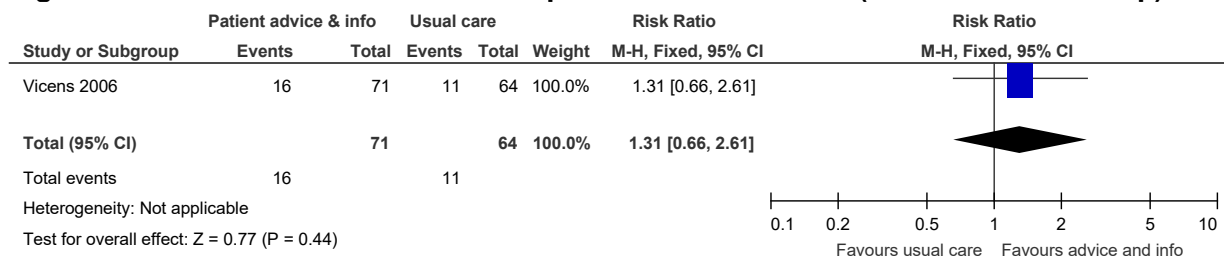 Patient advice & info Usual care Risk Ratio Risk Ratio
Study or Subgroup Events Total Events Total Weight M-H, Fixed, 95% CI M-H, Fixed, 95% CI
Vicens 2006 16 71 11 64 100.0% 1.31 [0.66, 2.61]
Total (95% CI) 71 64 100.0% 1.31 [0.66, 2.61]
Total events 16 11
Heterogeneity: Not applicable
Test for overall effect: Z = 0.77 (P = 0.44)
0.1 0.2 0.5 1 2 5 10
Favours usual care Favours advice and info